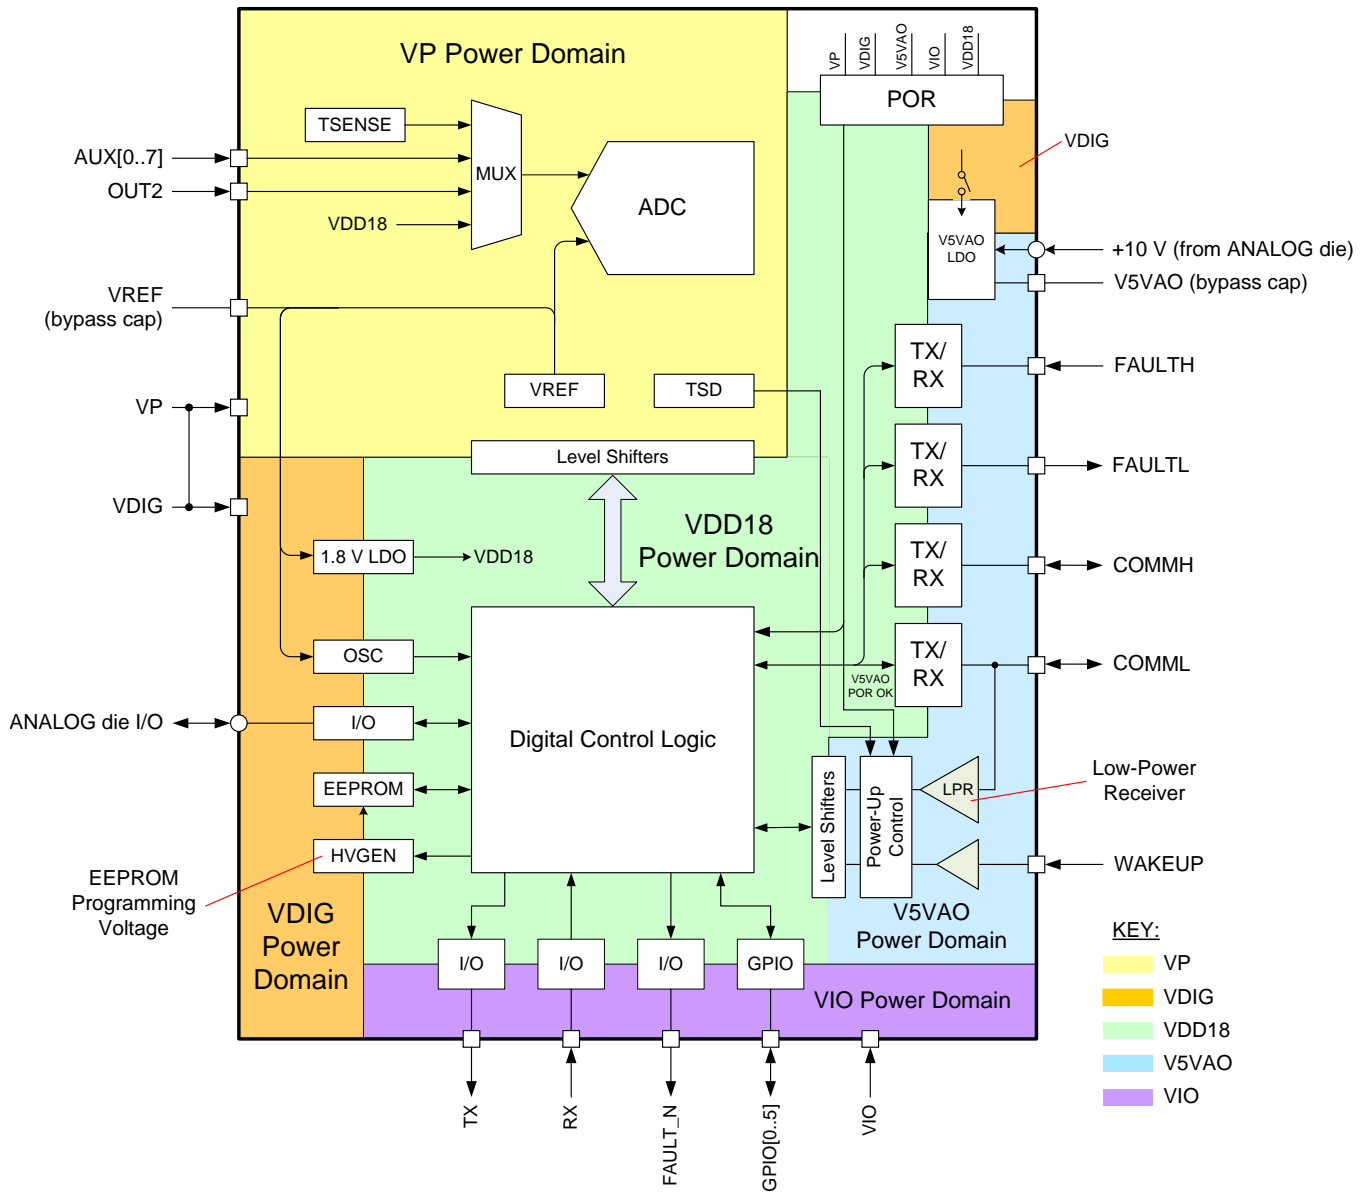 VP Power Domain
VP
VDIG
V5VAO
VIO
VDD18
POR
TSENSE
MUX
ADC
VDD18
AUX[0..7]
OUT2
VDIG
V5VAO
LDO
+10 V (from ANALOG die)
V5VAO (bypass cap)
VREF
(bypass cap)
TX/
RX
FAULTH
VREF
TSD
VP
Level Shifters
TX/
RX
FAULTL
VDIG
VDD18
Power Domain
1.8 V LDO
VDD18
TX/
RX
COMMH
OSC
TX/
RX
COMML
V5VAO
POR OK
ANALOG die I/O
I/O
Digital Control Logic
EEPROM
Level Shifters
Power-Up
Control
LPR
Low-Power
Receiver
HVGEN
WAKEUP
EEPROM
Programming
Voltage
VDIG
Power
Domain
V5VAO
Power Domain
I/O
I/O
I/O
GPIO
VIO Power Domain
KEY:
VP
VDIG
VDD18
V5VAO
VIO
TX
RX
FAULT_N
GPIO[0..5]
VIO